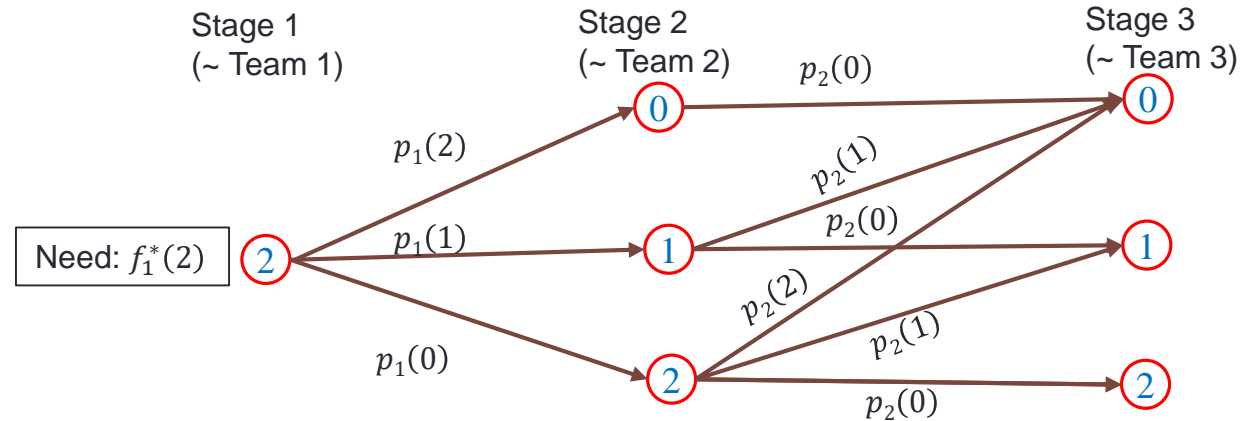 Stage 1
(~ Team 1)
Stage 2
(~ Team 2)
Stage 3
(~ Team 3)
p₂(0)
0
0
p₁(2)
p₂(1)
Need: f₁*(2)
2
p₁(1)
1
p₂(0)
1
p₂(2)
p₂(1)
p₁(0)
2
p₂(0)
2